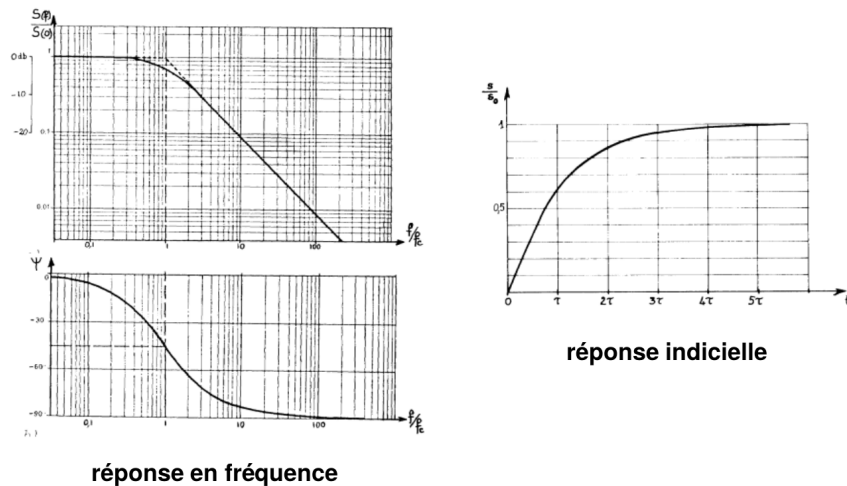 S(f)
S(0)
0 db
1
-10
-20
0.1
0.01
0,1
1
10
100
f/fc
ψ
0
-30
-60
-90
0,1
1
10
100
f/fc
réponse en fréquence
s
s₀
1
0,5
0
τ
2τ
3τ
4τ
5τ
t
réponse indicielle